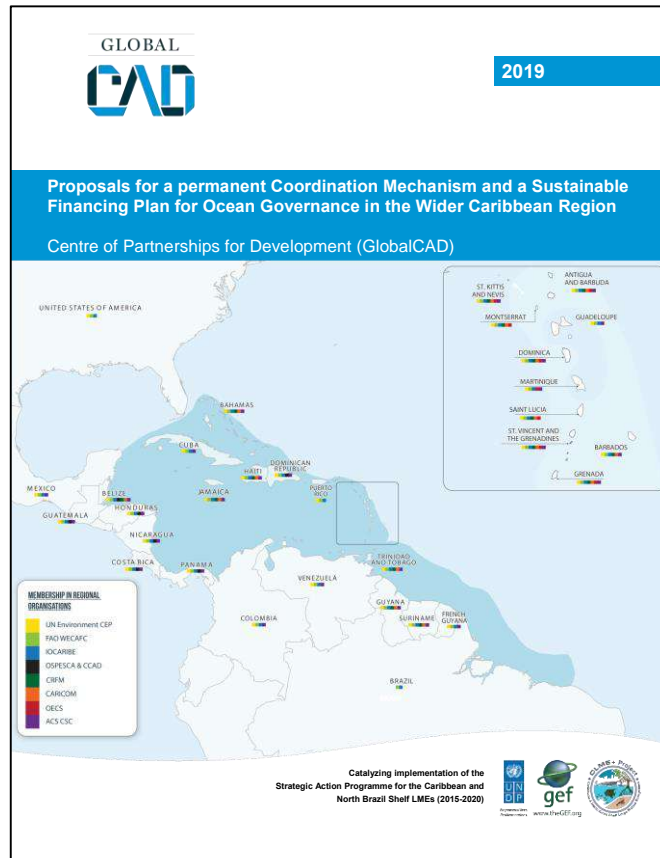 GLOBAL
CAD
2019
Proposals for a permanent Coordination Mechanism and a Sustainable
Financing Plan for Ocean Governance in the Wider Caribbean Region
Centre of Partnerships for Development (GlobalCAD)
UNITED STATES OF AMERICA
BAHAMAS
CUBA
MEXICO
BELIZE
JAMAICA
HAITI
DOMINICAN
REPUBLIC
PUERTO
RICO
GUATEMALA
HONDURAS
NICARAGUA
COSTA RICA
PANAMA
TRINIDAD
AND TOBAGO
VENEZUELA
COLOMBIA
GUYANA
SURINAME
FRENCH
GUYANA
BRAZIL
ST. KITTIS
AND NEVIS
ANTIGUA
AND BARBUDA
MONTSERRAT
GUADELOUPE
DOMINICA
MARTINIQUE
SAINT LUCIA
ST. VINCENT AND
THE GRENADINES
BARBADOS
GRENADA
MEMBERSHIP IN REGIONAL
ORGANISATIONS
UN Environment CEP
FAO WECAFC
IOCARIBE
OSPESCA & CCAD
CRFM
CARICOM
OECS
ACS CSC
Catalyzing implementation of the
Strategic Action Programme for the Caribbean and
North Brazil Shelf LMEs (2015-2020)
U N
D P
gef
www.theGEF.org
CLME+ Project